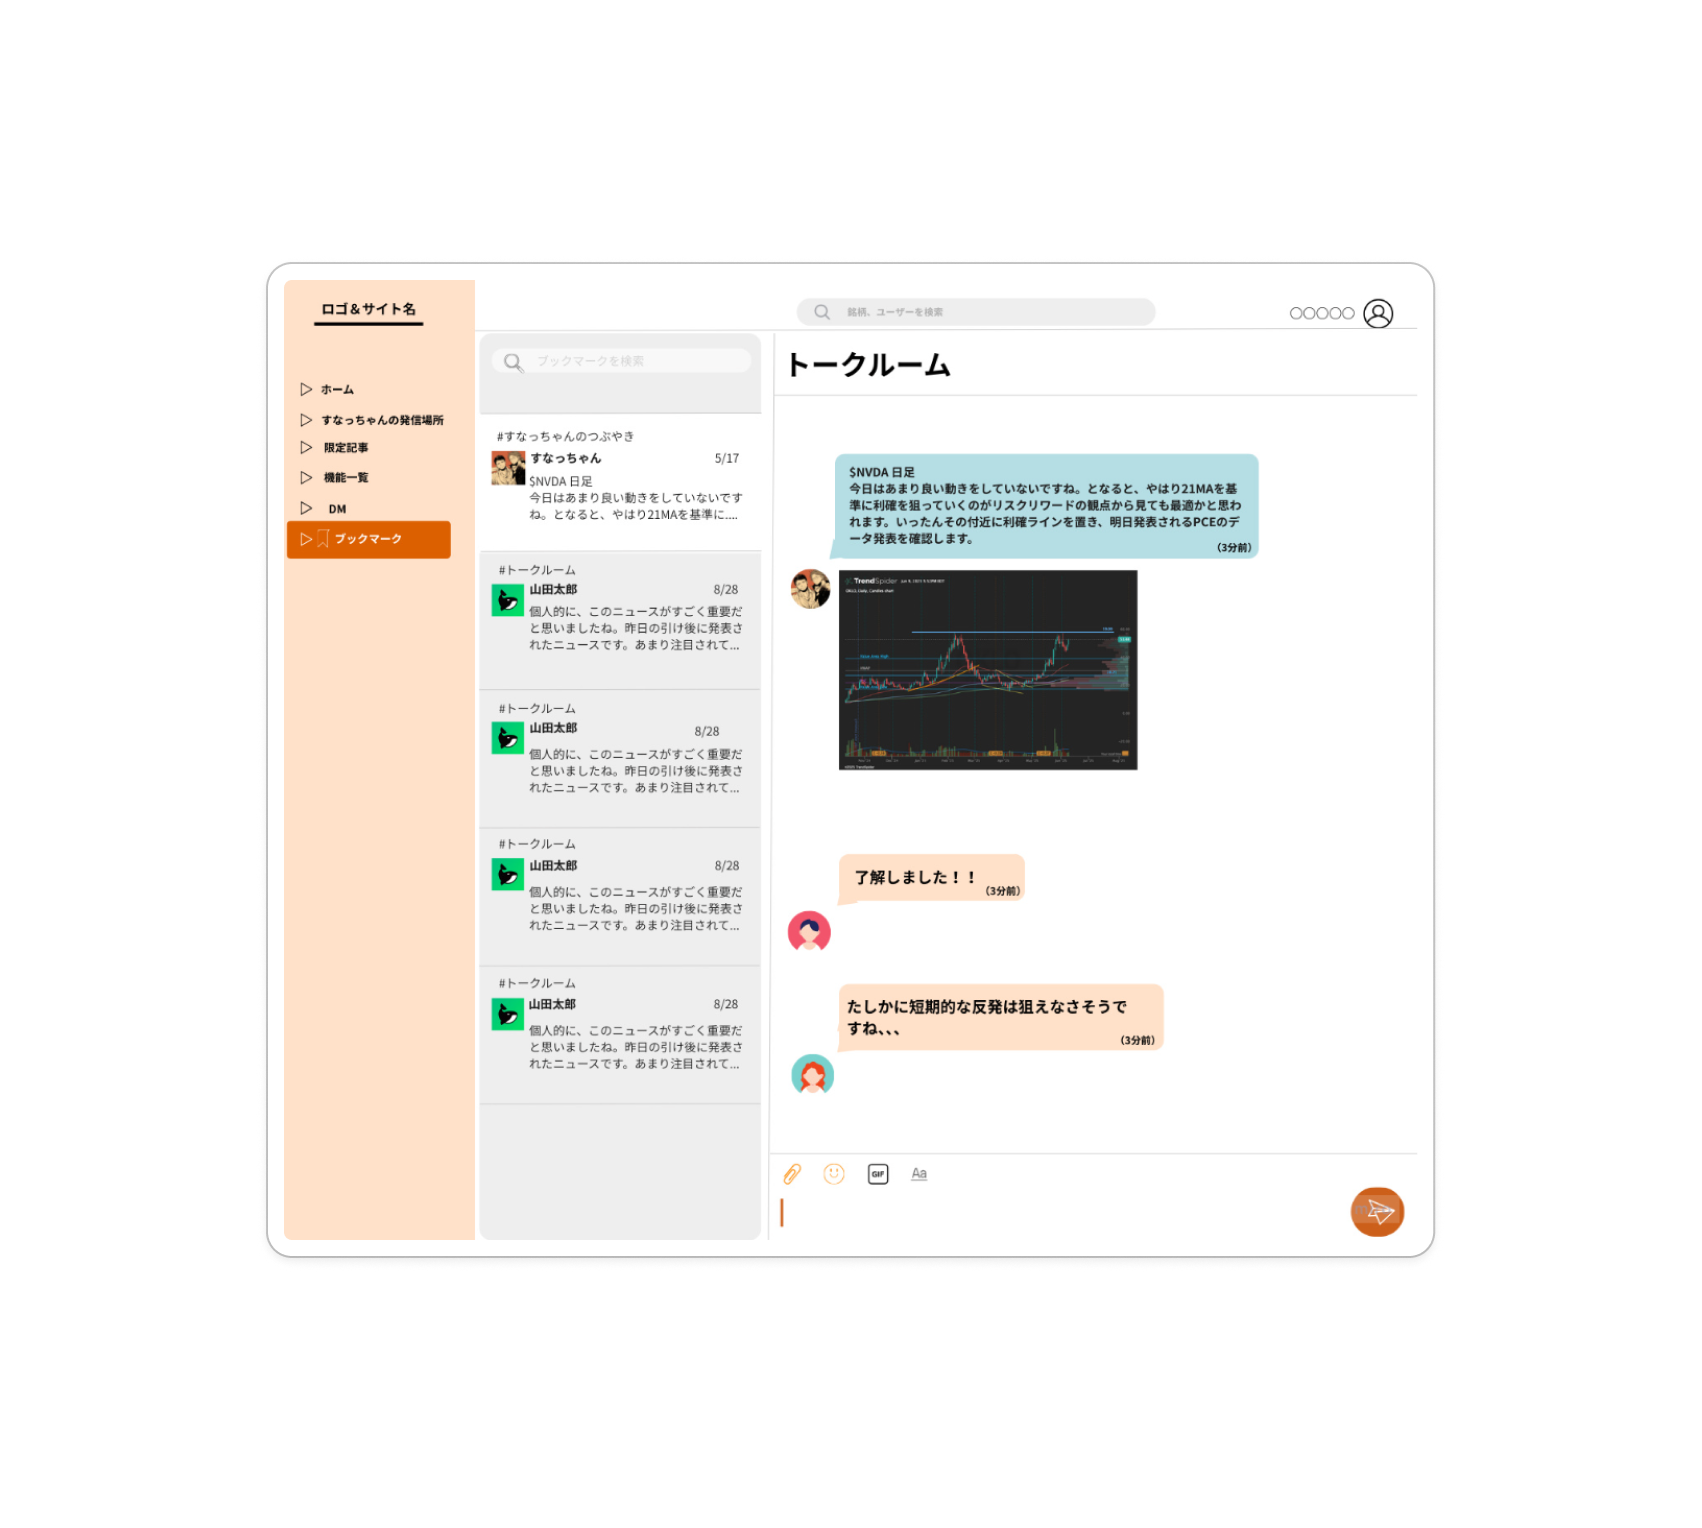 ロゴ＆サイト名
ホーム
すなっちゃんの発信場所
限定記事
機能一覧
DM
ブックマーク
銘柄、ユーザーを検索
○○○○○
ブックマークを検索
#すなっちゃんのつぶやき
すなっちゃん 5/17
$NVDA 日足
今日はあまり良い動きをしていないです
ね。となると、やはり21MAを基準に....
#トークルーム
山田太郎 8/28
個人的に、このニュースがすごく重要だ
と思いましたね。昨日の引け後に発表さ
れたニュースです。あまり注目されて...
#トークルーム
山田太郎 8/28
個人的に、このニュースがすごく重要だ
と思いましたね。昨日の引け後に発表さ
れたニュースです。あまり注目されて...
#トークルーム
山田太郎 8/28
個人的に、このニュースがすごく重要だ
と思いましたね。昨日の引け後に発表さ
れたニュースです。あまり注目されて...
#トークルーム
山田太郎 8/28
個人的に、このニュースがすごく重要だ
と思いましたね。昨日の引け後に発表さ
れたニュースです。あまり注目されて...
トークルーム
$NVDA 日足
今日はあまり良い動きをしていないですね。となると、やはり21MAを基
準に利確を狙っていくのがリスクリワードの観点から見ても最適かと思わ
れます。いったんその付近に利確ラインを置き、明日発表されるPCEのデ
ータ発表を確認します。
（3分前）
TrendSpider
了解しました！！
（3分前）
たしかに短期的な反発は狙えなさそうで
すね、、、
（3分前）
GIF
Aa